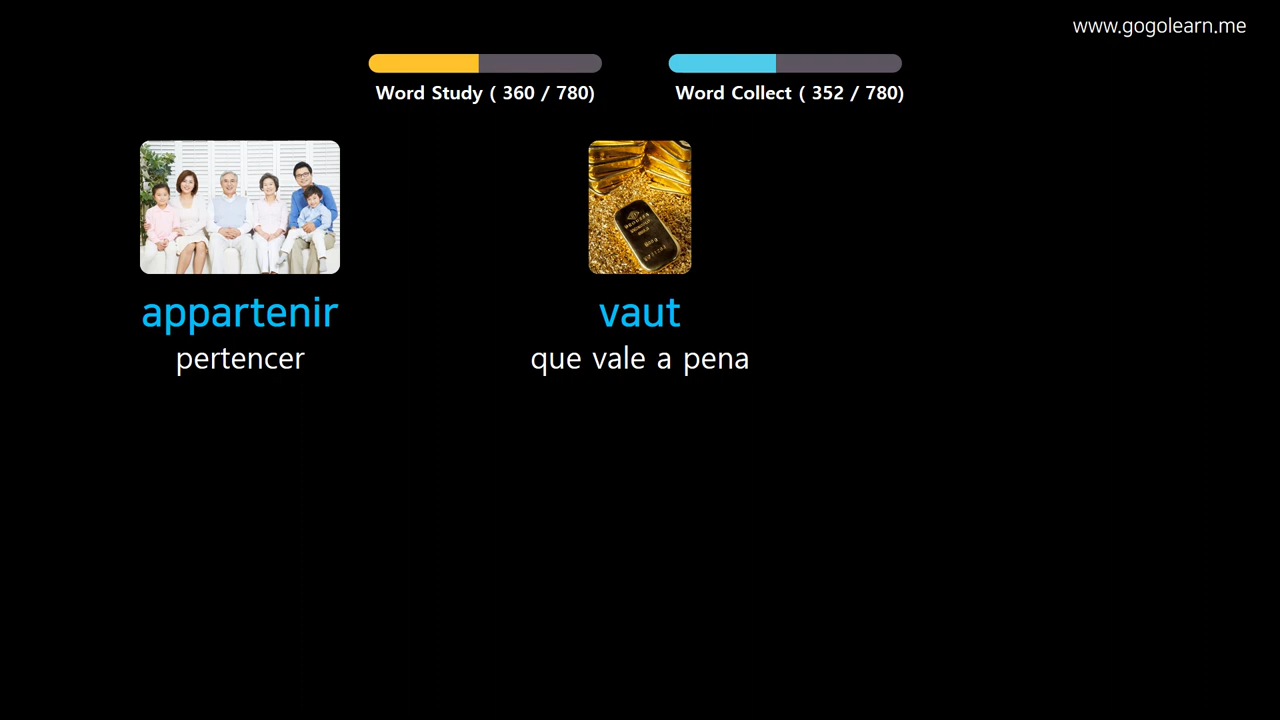 www.gogolearn.me
Word Study ( 360 / 780)
Word Collect ( 352 / 780)
appartenir
pertencer
vaut
que vale a pena